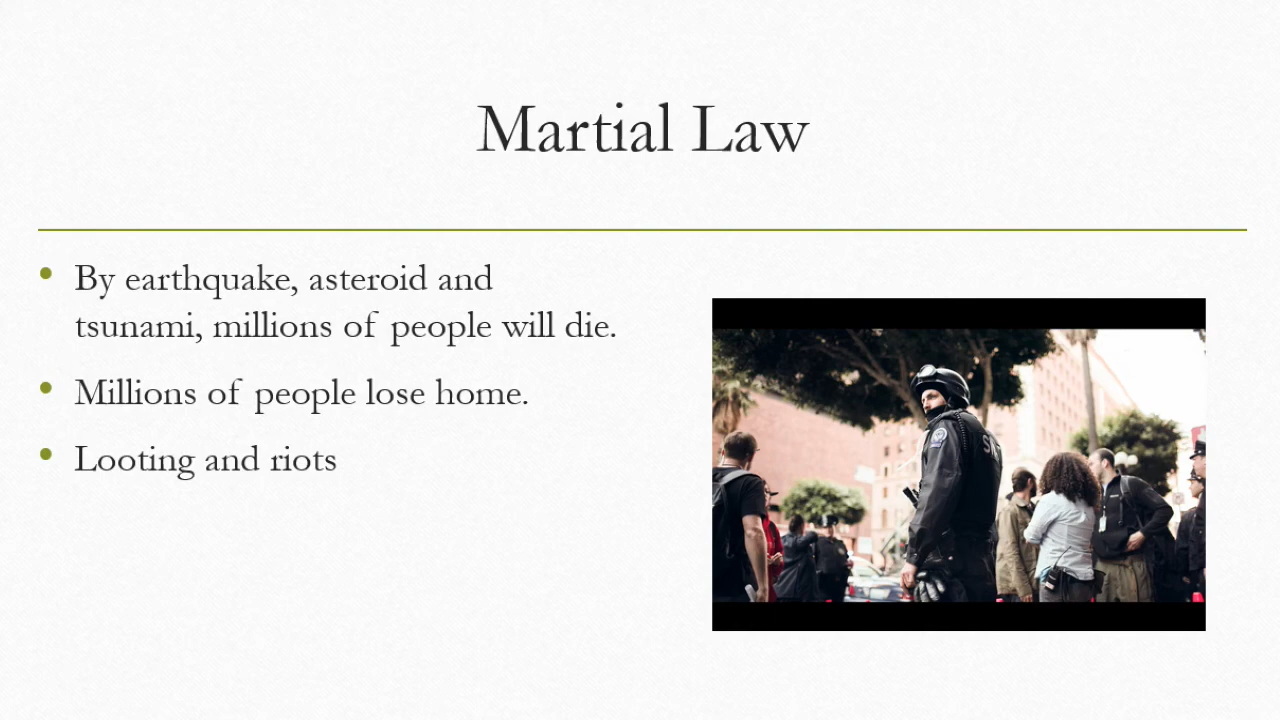 Martial Law
By earthquake, asteroid and
tsunami, millions of people will die.
Millions of people lose home.
Looting and riots